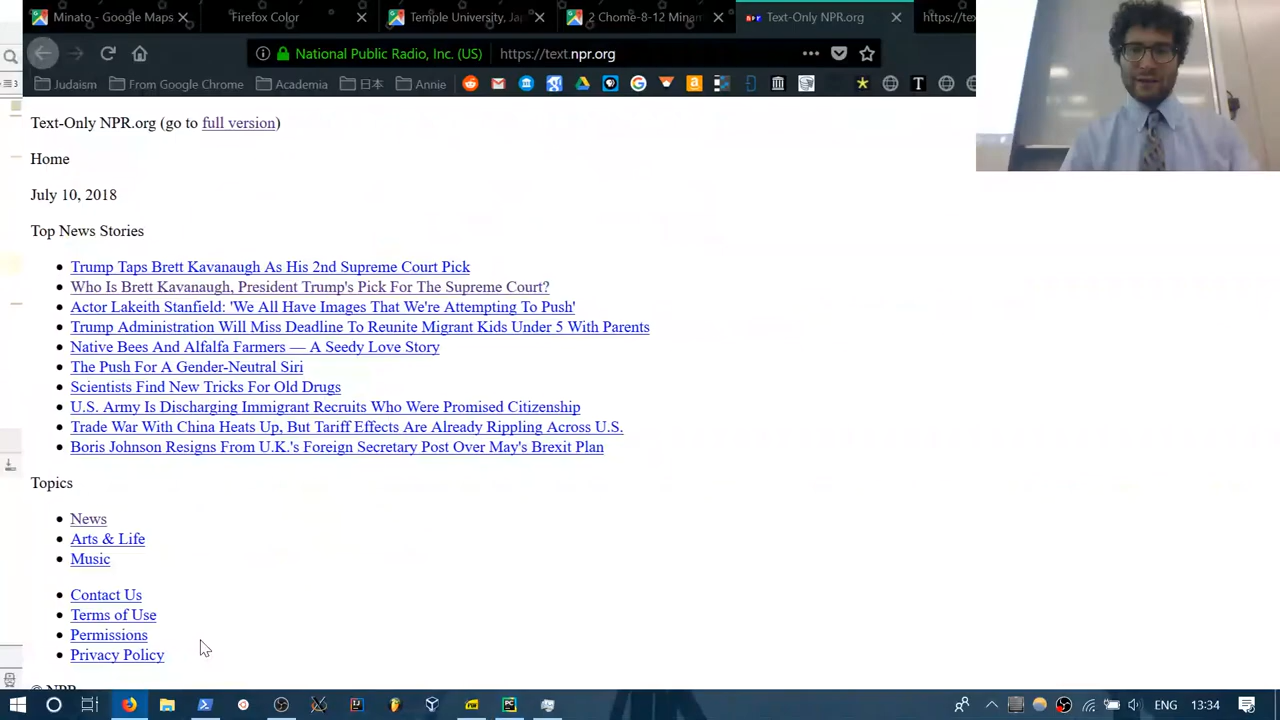 Minato - Google Maps
Firefox Color
Temple University, Ja
2 Chome-8-12 Minam
Text-Only NPR.org
https://te
National Public Radio, Inc. (US)
https://text.npr.org
Judaism
From Google Chrome
Academia
日本
Annie
Text-Only NPR.org (go to full version)
Home
July 10, 2018
Top News Stories
Trump Taps Brett Kavanaugh As His 2nd Supreme Court Pick
Who Is Brett Kavanaugh, President Trump's Pick For The Supreme Court?
Actor Lakeith Stanfield: 'We All Have Images That We're Attempting To Push'
Trump Administration Will Miss Deadline To Reunite Migrant Kids Under 5 With Parents
Native Bees And Alfalfa Farmers — A Seedy Love Story
The Push For A Gender-Neutral Siri
Scientists Find New Tricks For Old Drugs
U.S. Army Is Discharging Immigrant Recruits Who Were Promised Citizenship
Trade War With China Heats Up, But Tariff Effects Are Already Rippling Across U.S.
Boris Johnson Resigns From U.K.'s Foreign Secretary Post Over May's Brexit Plan
Topics
News
Arts & Life
Music
Contact Us
Terms of Use
Permissions
Privacy Policy
© NPR
ENG
13:34